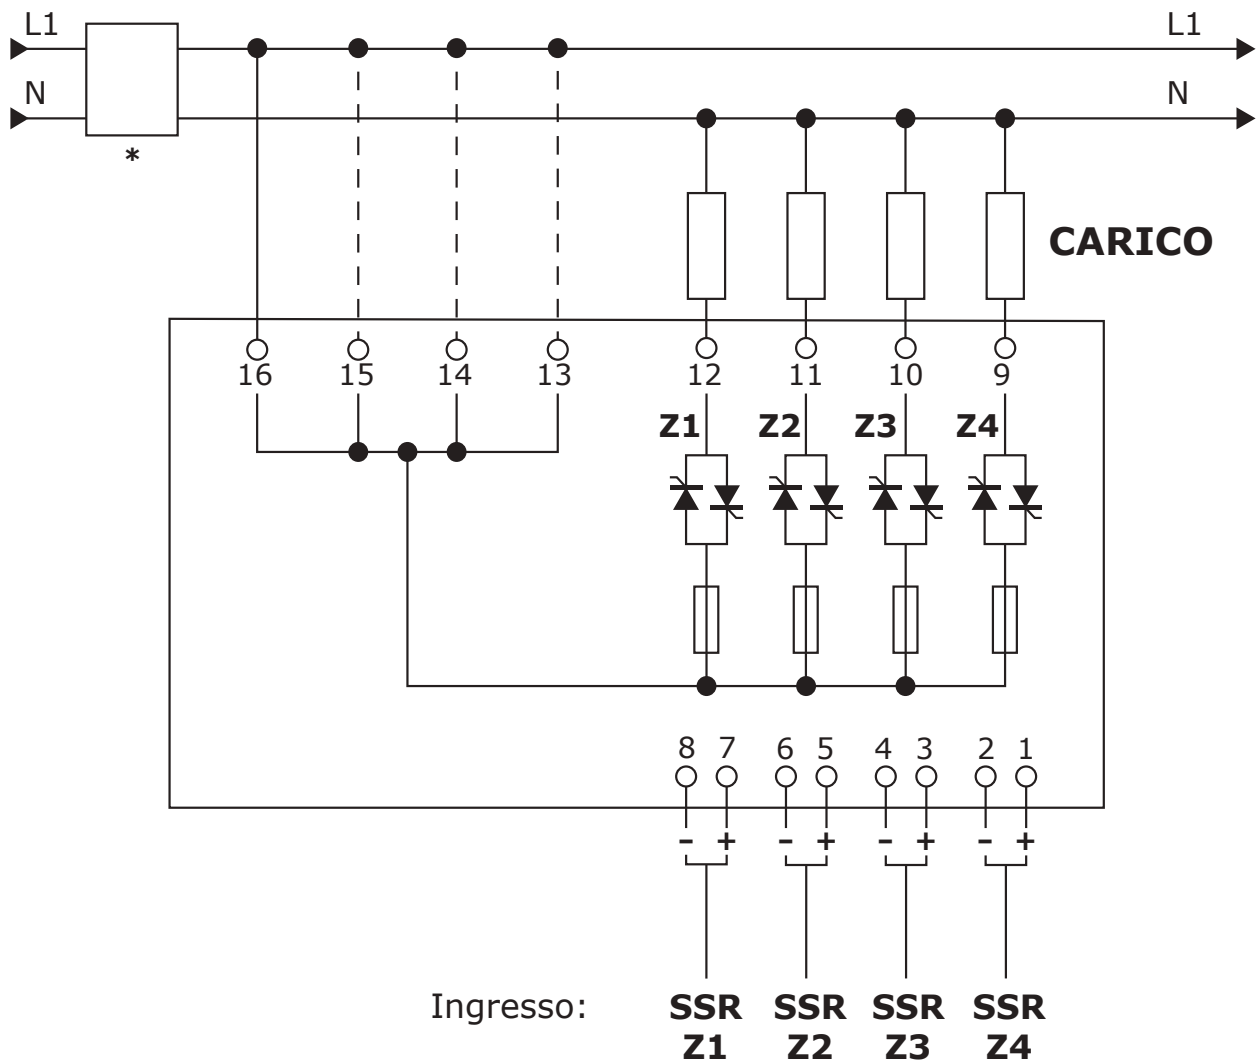 L1 L1
N N
*
CARICO
16 15 14 13 12 11 10 9
Z1 Z2 Z3 Z4
8 7 6 5 4 3 2 1
- + - + - + - +
Ingresso: SSR SSR SSR SSR
Z1 Z2 Z3 Z4